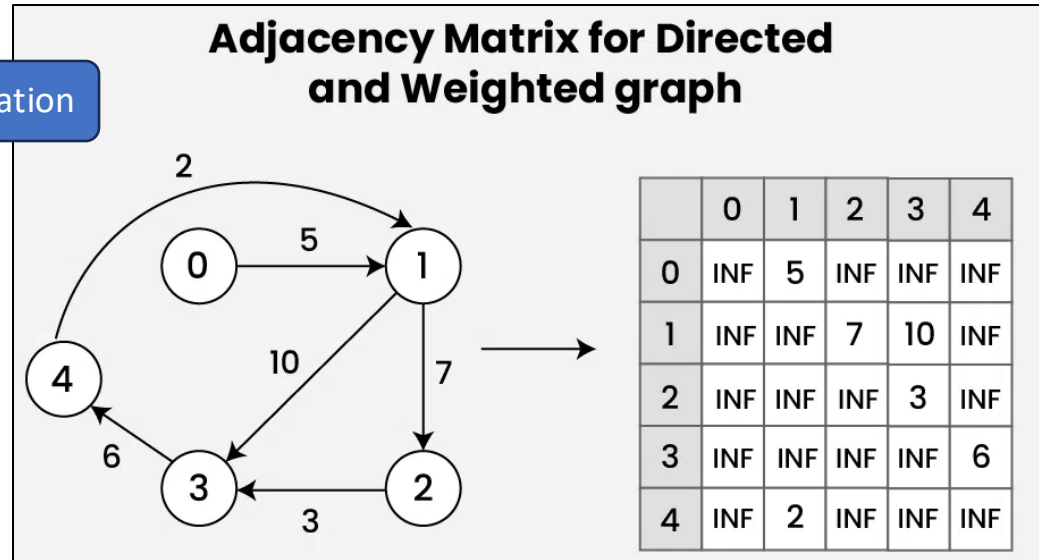 Adjacency Matrix for Directed
and Weighted graph
ation
2
5
0
1
10
7
4
6
3
2
3
0 1 2 3 4
0 INF 5 INF INF INF
1 INF INF 7 10 INF
2 INF INF INF 3 INF
3 INF INF INF INF 6
4 INF 2 INF INF INF